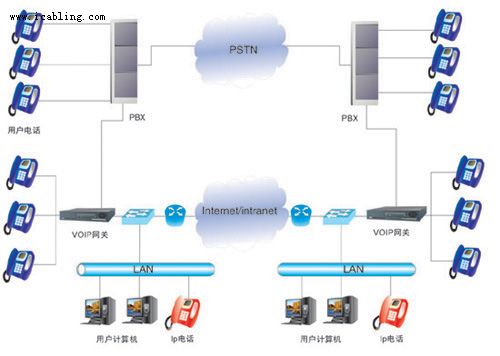 www.icabling.com
PSTN
PBX
PBX
用户电话
Internet/intranet
VOIP网关
VOIP网关
LAN
LAN
用户计算机
Ip电话
用户计算机
Ip电话